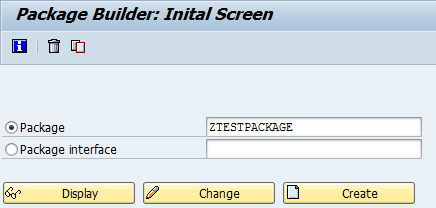 Package Builder: Inital Screen
Package
ZTESTPACKAGE
Package interface
Display
Change
Create